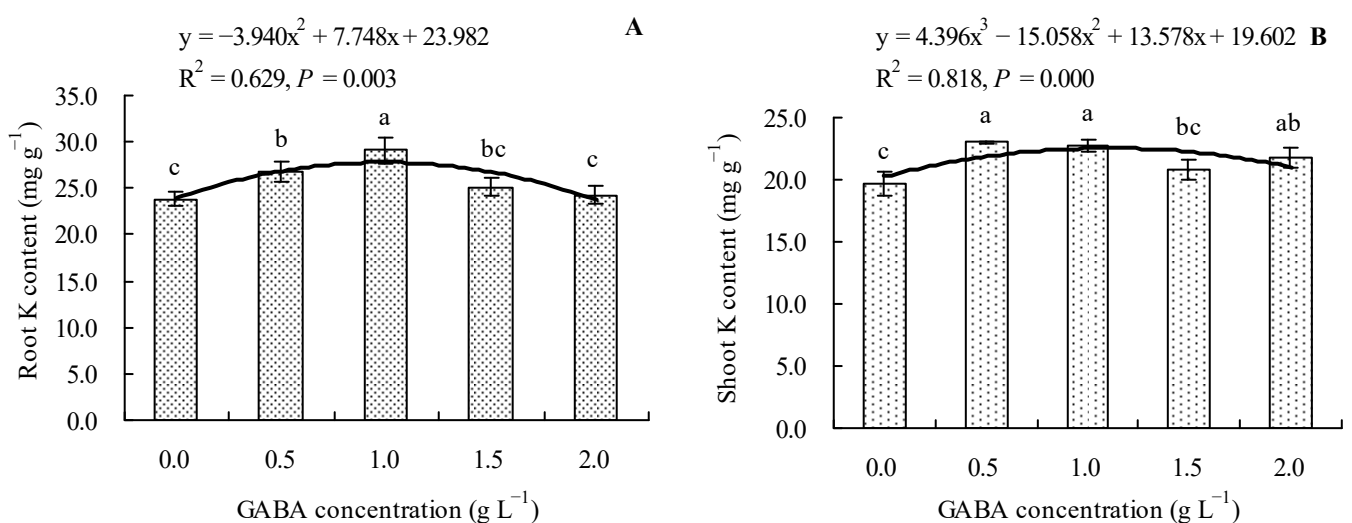 y = −3.940x² + 7.748x + 23.982
A
R² = 0.629, P = 0.003
35.0
30.0
25.0
20.0
15.0
10.0
5.0
0.0
Root K content (mg g⁻¹)
c
b
a
bc
c
0.0 0.5 1.0 1.5 2.0
GABA concentration (g L⁻¹)
y = 4.396x³ − 15.058x² + 13.578x + 19.602 B
R² = 0.818, P = 0.000
25.0
20.0
15.0
10.0
5.0
0.0
Shoot K content (mg g⁻¹)
c
a
a
bc
ab
0.0 0.5 1.0 1.5 2.0
GABA concentration (g L⁻¹)